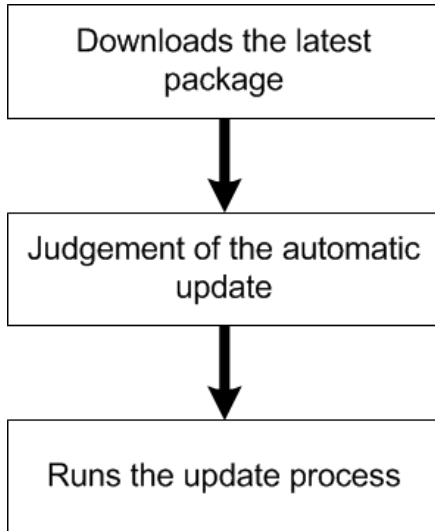 Downloads the latest
package
Judgement of the automatic
update
Runs the update process